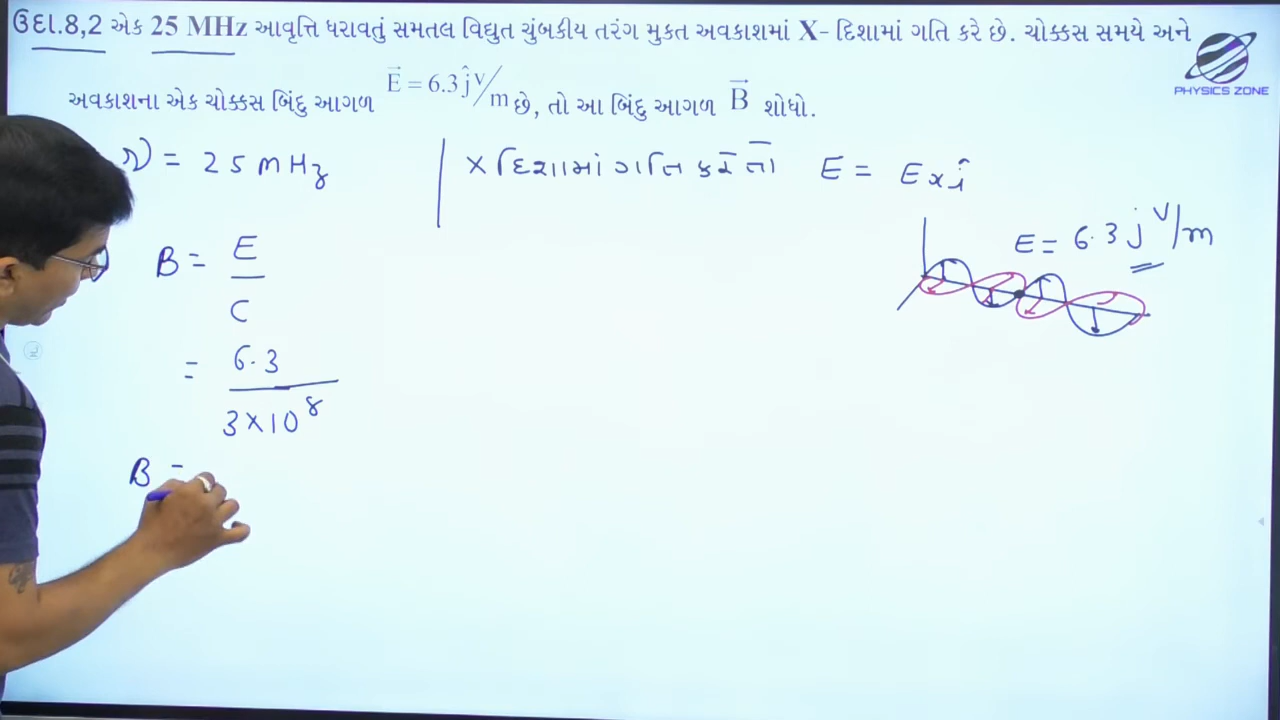 ઉદા.8,2 એક 25 MHz આવૃત્તિ ધરાવતું સમતલ વિદ્યુત ચુંબકીય તરંગ મુકત અવકાશમાં X- દિશામાં ગતિ કરે છે. ચોક્કસ સમયે અને
અવકાશના એક ચોક્કસ બિંદુ આગળ E⃗ = 6.3ĵ V/m છે, તો આ બિંદુ આગળ B⃗ શોધો.
PHYSICS ZONE
ν = 25 MHz
X દિશામાં ગતિ કરે તો E = Ex î
E = 6.3 j V/m
B = E/C
= 6.3 / 3×10⁸
B =